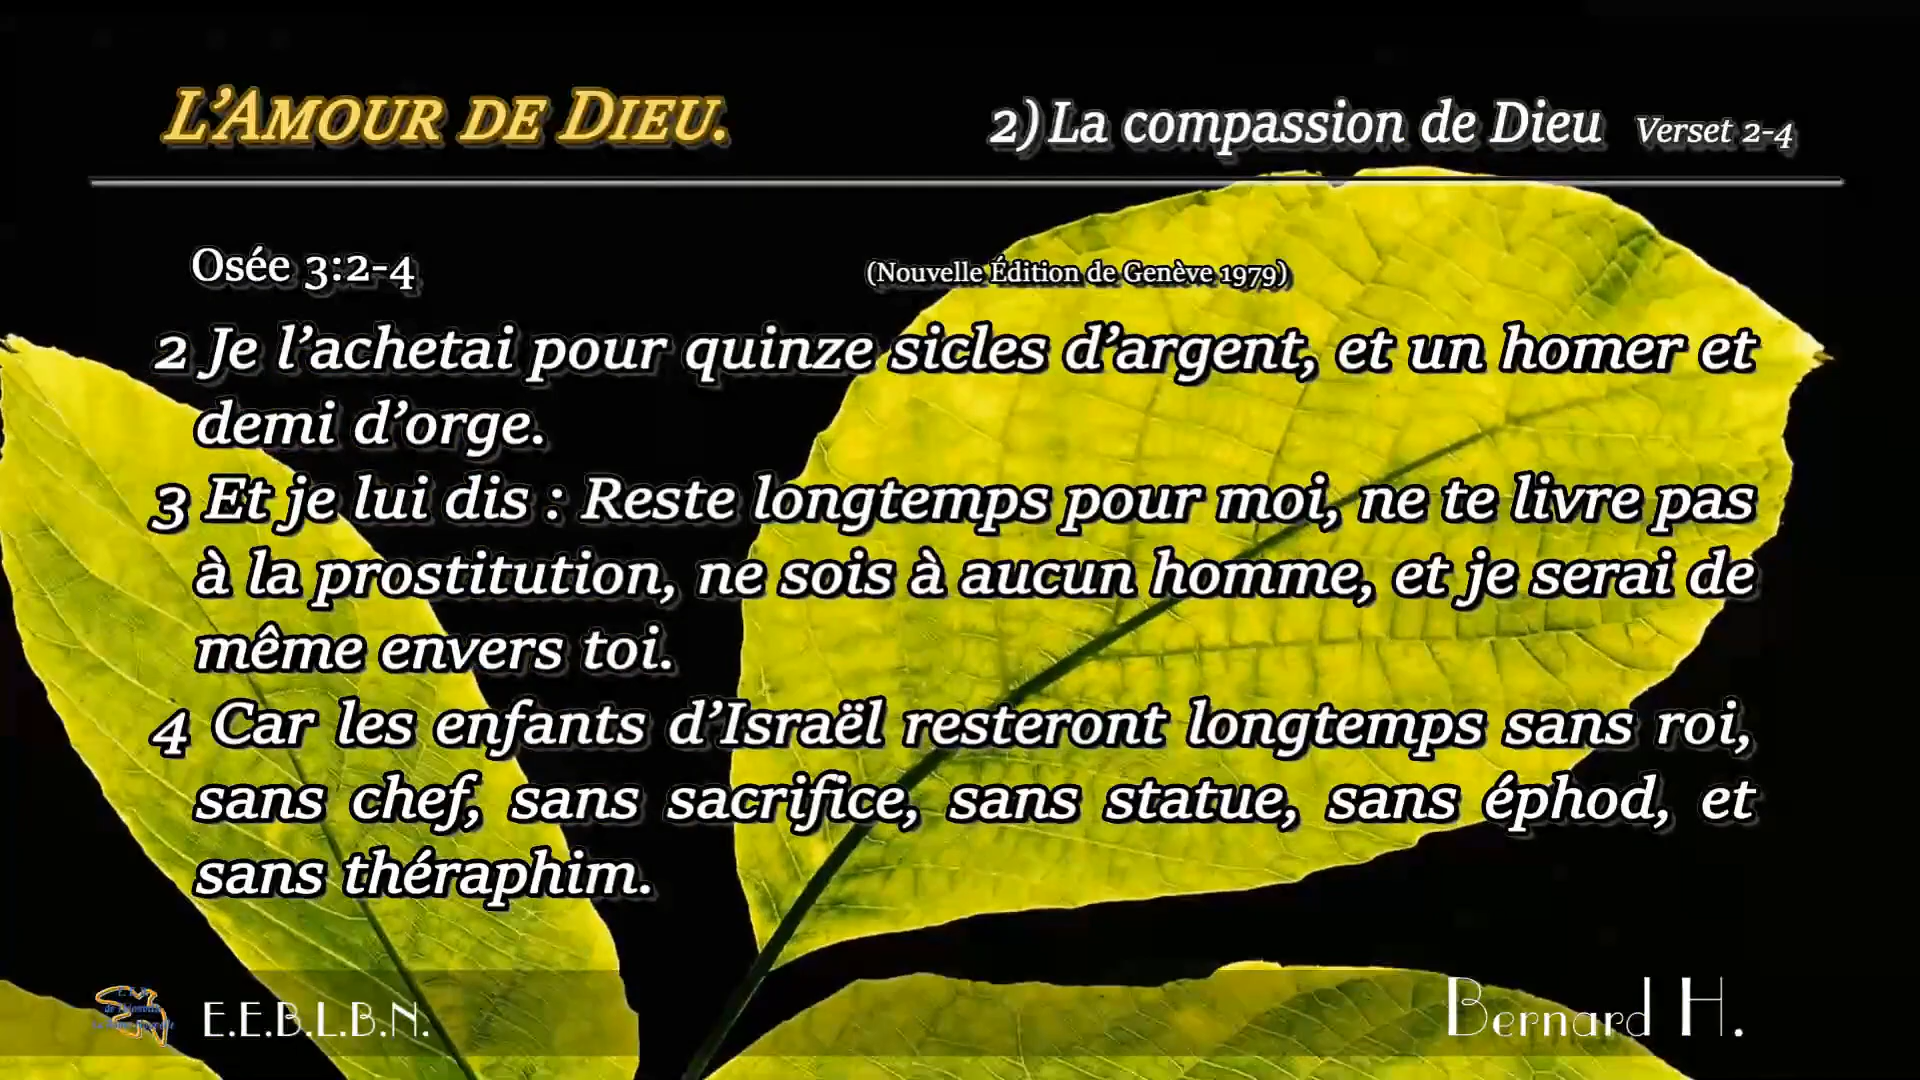 L'AMOUR DE DIEU.
2) La compassion de Dieu Verset 2-4
Osée 3:2-4 (Nouvelle Édition de Genève 1979)
2 Je l'achetai pour quinze sicles d'argent, et un homer et
demi d'orge.
3 Et je lui dis : Reste longtemps pour moi, ne te livre pas
à la prostitution, ne sois à aucun homme, et je serai de
même envers toi.
4 Car les enfants d'Israël resteront longtemps sans roi,
sans chef, sans sacrifice, sans statue, sans éphod, et
sans théraphim.
E.E.B.L.B.N.
Bernard H.